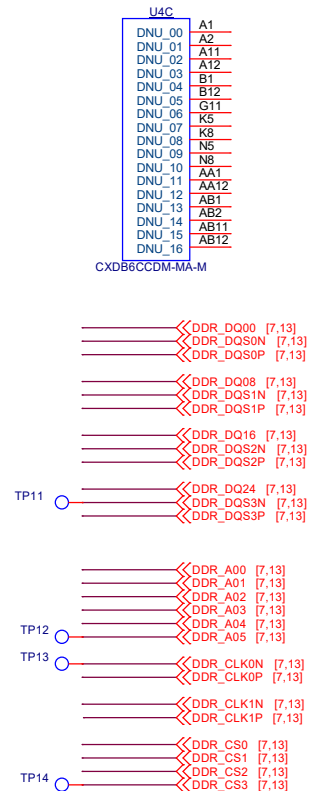 U4C
DNU_00 A1
DNU_01 A2
DNU_02 A11
DNU_03 A12
DNU_04 B1
DNU_05 B12
DNU_06 G11
DNU_07 K5
DNU_08 K8
DNU_09 N5
DNU_10 N8
DNU_11 AA1
DNU_12 AA12
DNU_13 AB1
DNU_14 AB2
DNU_15 AB11
DNU_16 AB12
CXDB6CCDM-MA-M
DDR_DQ00 [7,13]
DDR_DQS0N [7,13]
DDR_DQS0P [7,13]
DDR_DQ08 [7,13]
DDR_DQS1N [7,13]
DDR_DQS1P [7,13]
DDR_DQ16 [7,13]
DDR_DQS2N [7,13]
DDR_DQS2P [7,13]
DDR_DQ24 [7,13]
TP11 DDR_DQS3N [7,13]
DDR_DQS3P [7,13]
DDR_A00 [7,13]
DDR_A01 [7,13]
DDR_A02 [7,13]
DDR_A03 [7,13]
DDR_A04 [7,13]
TP12 DDR_A05 [7,13]
TP13 DDR_CLK0N [7,13]
DDR_CLK0P [7,13]
DDR_CLK1N [7,13]
DDR_CLK1P [7,13]
DDR_CS0 [7,13]
DDR_CS1 [7,13]
DDR_CS2 [7,13]
TP14 DDR_CS3 [7,13]